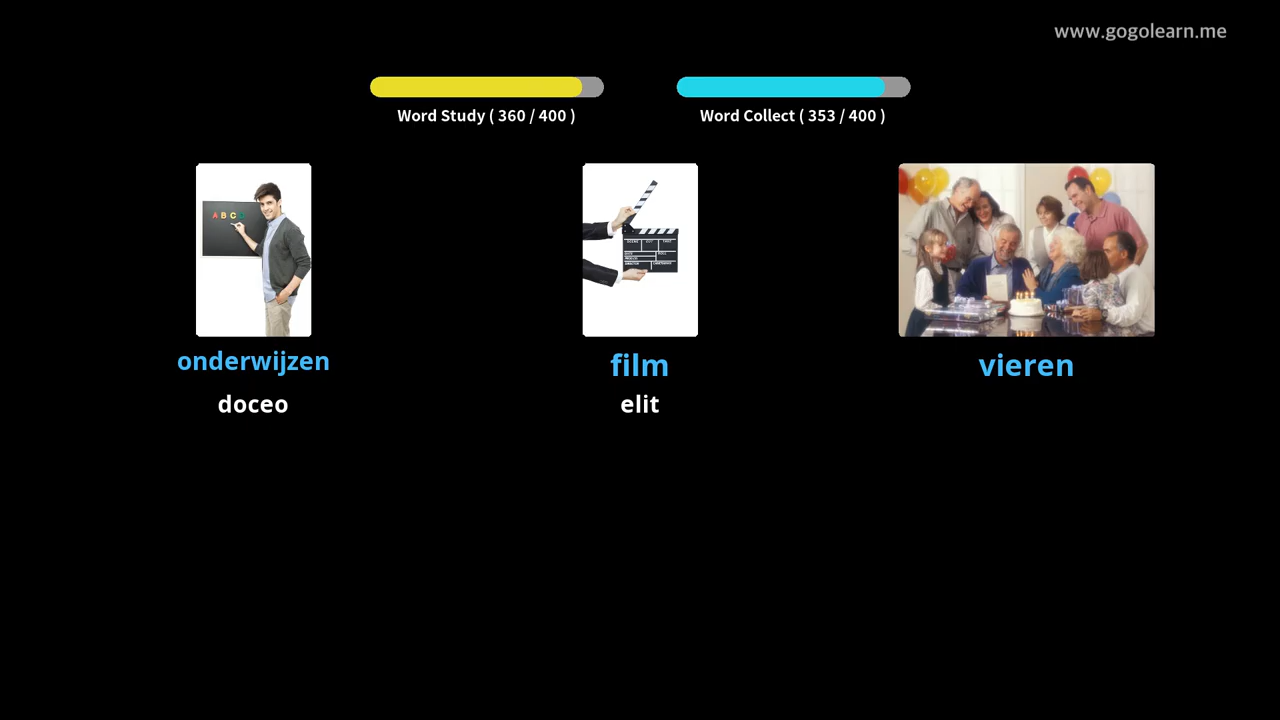 www.gogolearn.me
Word Study ( 360 / 400 )
Word Collect ( 353 / 400 )
A B C
onderwijzen
film
vieren
doceo
elit